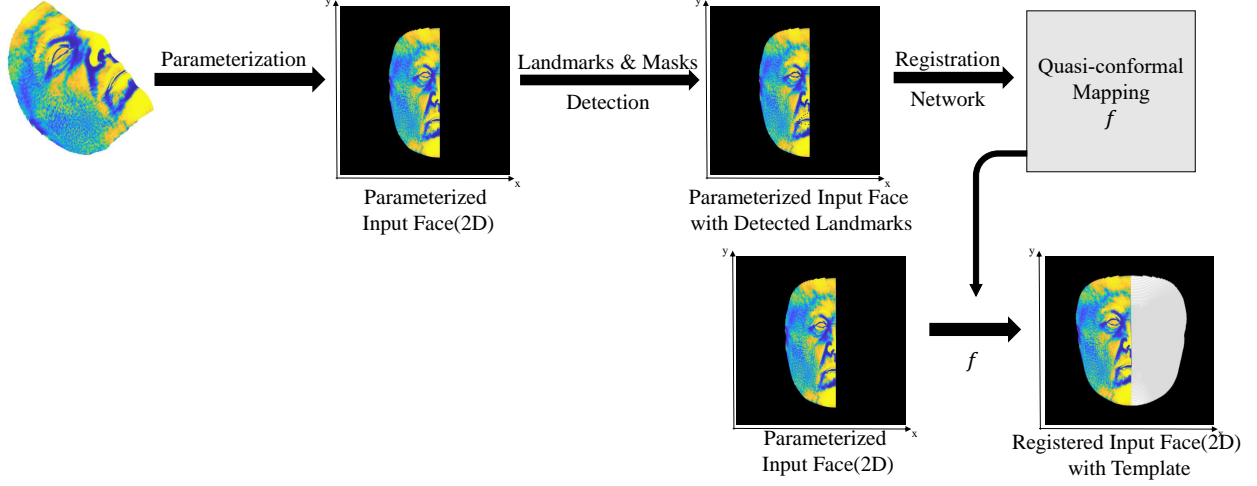 y
y
Parameterization
Landmarks & Masks
Detection
Registration
Network
Quasi-conformal
Mapping
f
x
x
Parameterized
Input Face(2D)
Parameterized Input Face
with Detected Landmarks
y
y
f
x
x
Parameterized
Input Face(2D)
Registered Input Face(2D)
with Template